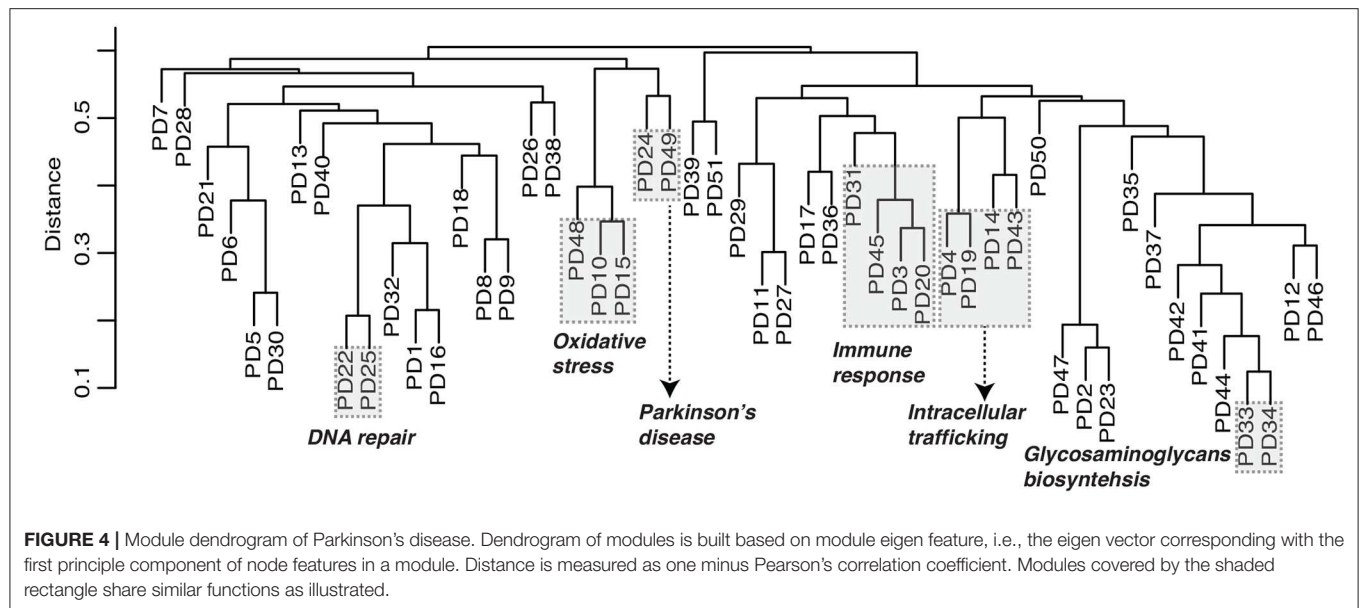 Distance
0.5
0.3
0.1
PD7
PD28
PD21
PD6
PD5
PD30
PD13
PD40
PD22
PD25
PD32
PD1
PD16
PD18
PD8
PD9
PD26
PD38
PD48
PD10
PD15
PD24
PD49
PD39
PD51
PD29
PD11
PD27
PD17
PD36
PD31
PD45
PD3
PD20
PD4
PD19
PD14
PD43
PD50
PD47
PD2
PD23
PD35
PD37
PD42
PD41
PD44
PD33
PD34
PD12
PD46
DNA repair
Oxidative
stress
Parkinson's
disease
Immune
response
Intracellular
trafficking
Glycosaminoglycans
biosyntehsis
FIGURE 4 | Module dendrogram of Parkinson's disease. Dendrogram of modules is built based on module eigen feature, i.e., the eigen vector corresponding with the
first principle component of node features in a module. Distance is measured as one minus Pearson's correlation coefficient. Modules covered by the shaded
rectangle share similar functions as illustrated.